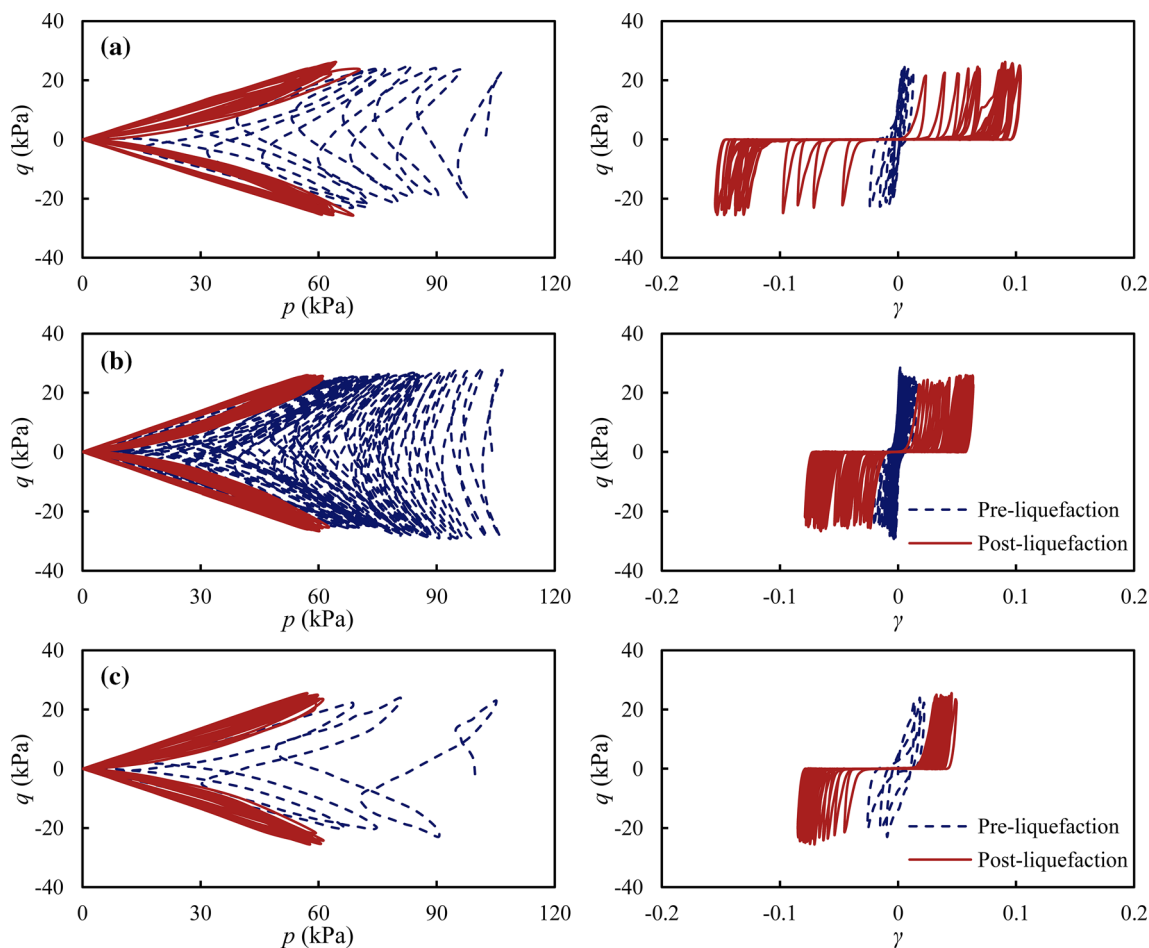 (a)
q (kPa)
40
20
0
-20
-40
0 30 60 90 120
p (kPa)
q (kPa)
40
20
0
-20
-40
-0.2 -0.1 0 0.1 0.2
γ
(b)
q (kPa)
40
20
0
-20
-40
0 30 60 90 120
p (kPa)
q (kPa)
40
20
0
-20
-40
Pre-liquefaction
Post-liquefaction
-0.2 -0.1 0 0.1 0.2
γ
(c)
q (kPa)
40
20
0
-20
-40
0 30 60 90 120
p (kPa)
q (kPa)
40
20
0
-20
-40
Pre-liquefaction
Post-liquefaction
-0.2 -0.1 0 0.1 0.2
γ